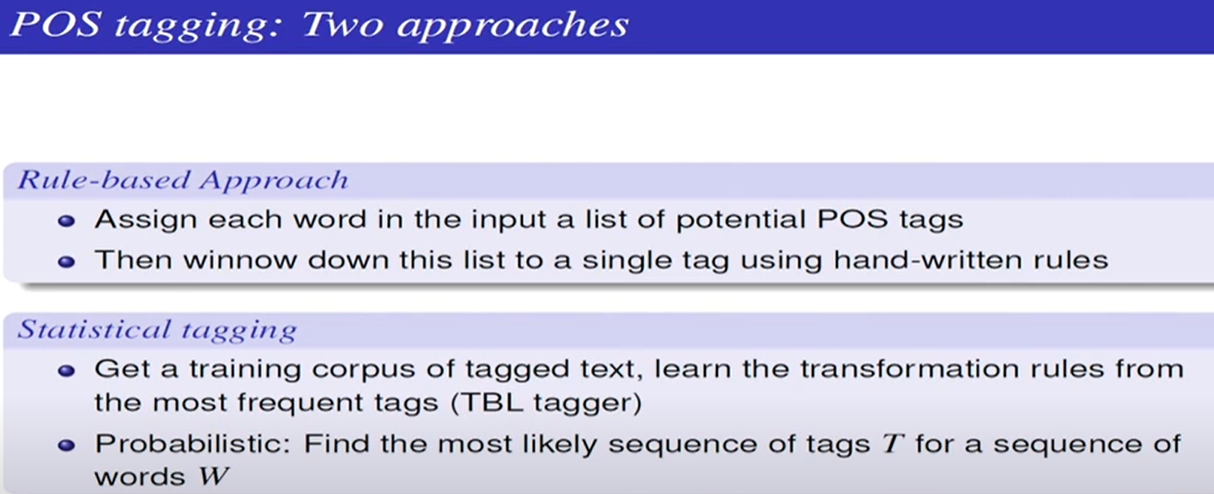 POS tagging: Two approaches
Rule-based Approach
Assign each word in the input a list of potential POS tags
Then winnow down this list to a single tag using hand-written rules
Statistical tagging
Get a training corpus of tagged text, learn the transformation rules from
the most frequent tags (TBL tagger)
Probabilistic: Find the most likely sequence of tags T for a sequence of
words W